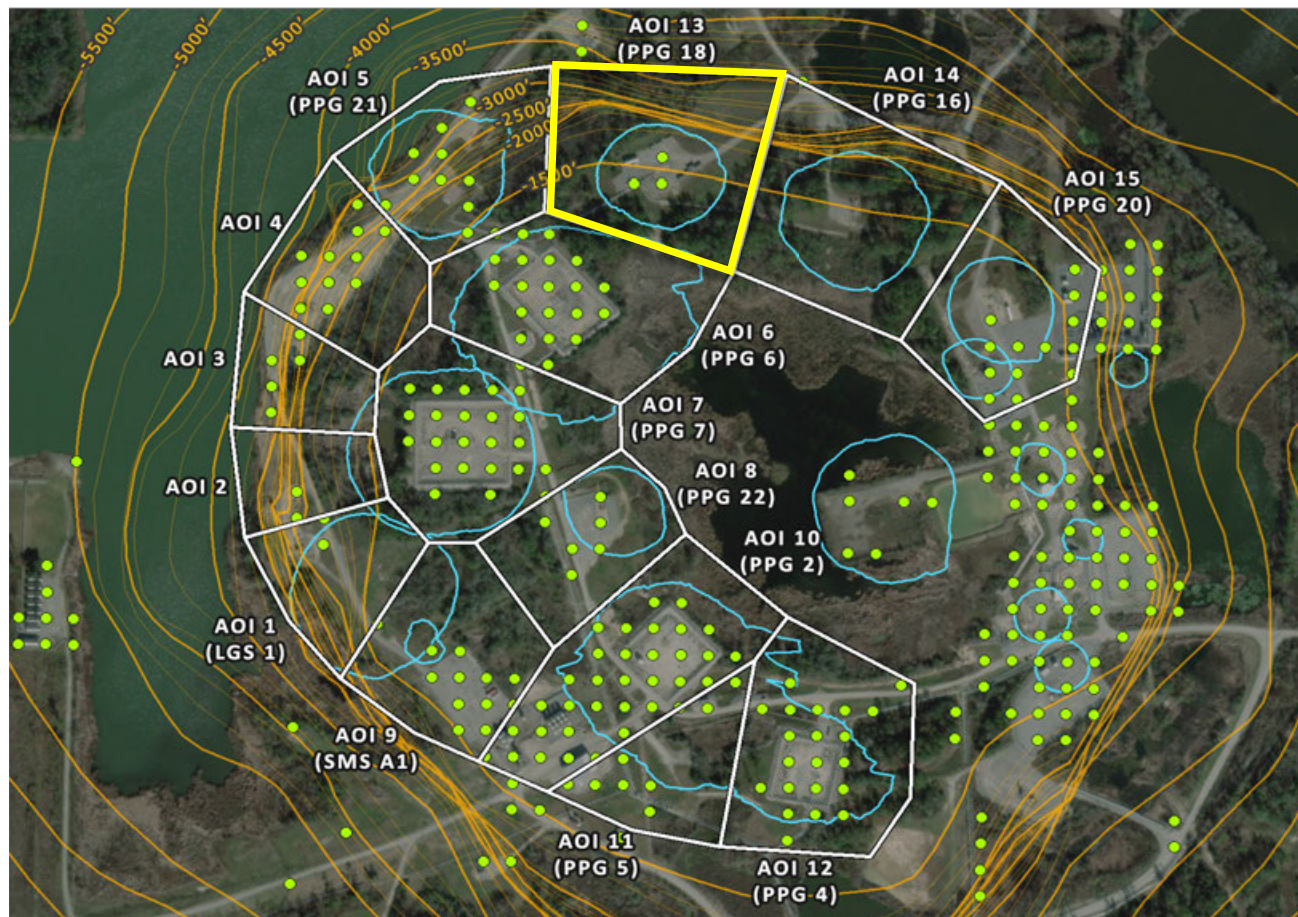 -5500'
-5000'
-4500'
-4000'
-3500'
-3000'
-2500'
-2000'
-1500'
AOI 13
(PPG 18)
AOI 14
(PPG 16)
AOI 5
(PPG 21)
AOI 15
(PPG 20)
AOI 4
AOI 3
AOI 6
(PPG 6)
AOI 7
(PPG 7)
AOI 2
AOI 8
(PPG 22)
AOI 10
(PPG 2)
AOI 1
(LGS 1)
AOI 9
(SMS A1)
AOI 11
(PPG 5)
AOI 12
(PPG 4)